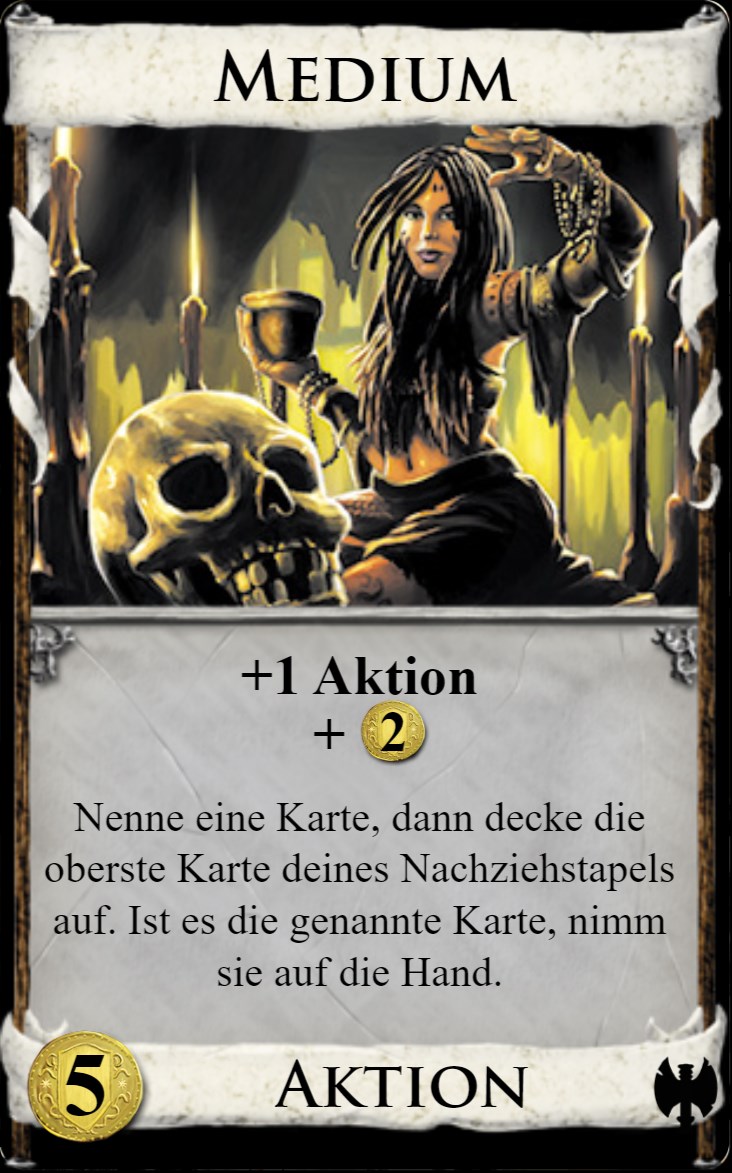 MEDIUM
+1 Aktion
+ 2
Nenne eine Karte, dann decke die
oberste Karte deines Nachziehstapels
auf. Ist es die genannte Karte, nimm
sie auf die Hand.
5 AKTION